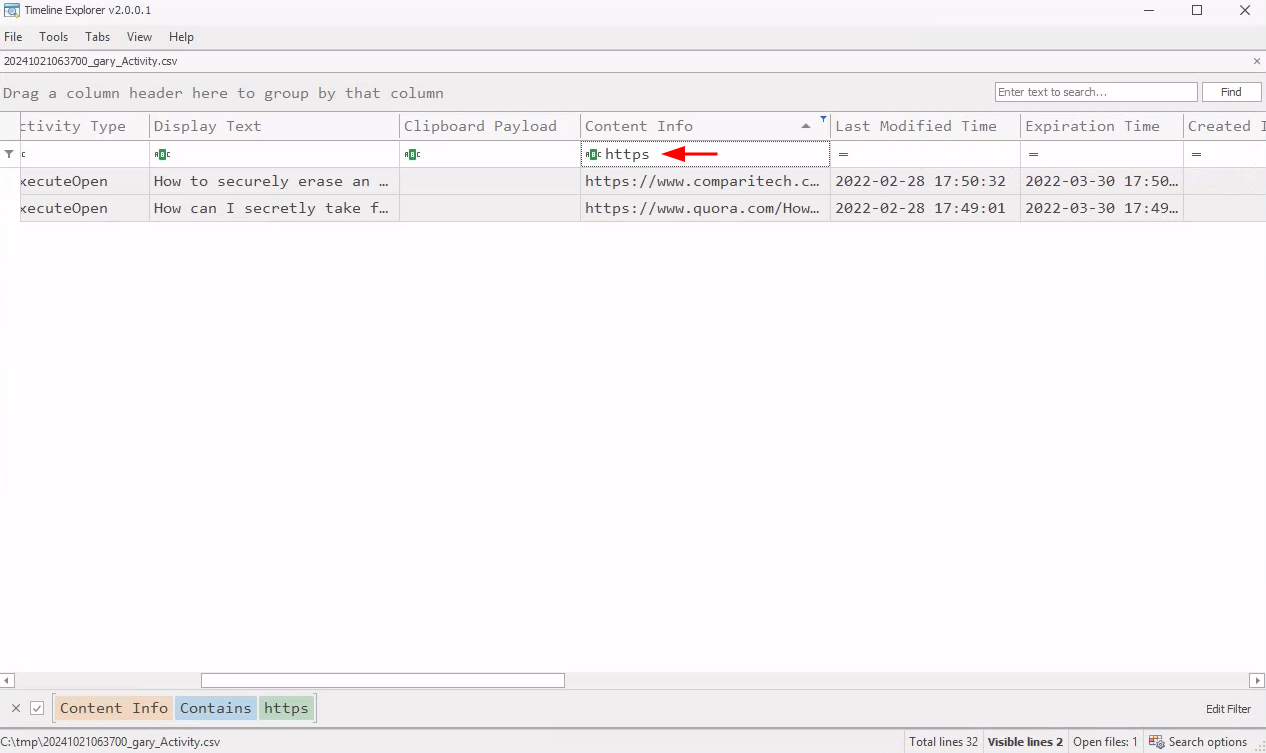 Timeline Explorer v2.0.0.1
File Tools Tabs View Help
20241021063700_gary_Activity.csv
Drag a column header here to group by that column
Enter text to search... Find
ctivity Type Display Text Clipboard Payload Content Info Last Modified Time Expiration Time Created I
https = = =
xecuteOpen How to securely erase an … https://www.comparitech.c… 2022-02-28 17:50:32 2022-03-30 17:50…
xecuteOpen How can I secretly take f… https://www.quora.com/How… 2022-02-28 17:49:01 2022-03-30 17:49…
Content Info Contains https Edit Filter
C:\tmp\20241021063700_gary_Activity.csv Total lines 32 Visible lines 2 Open files: 1 Search options